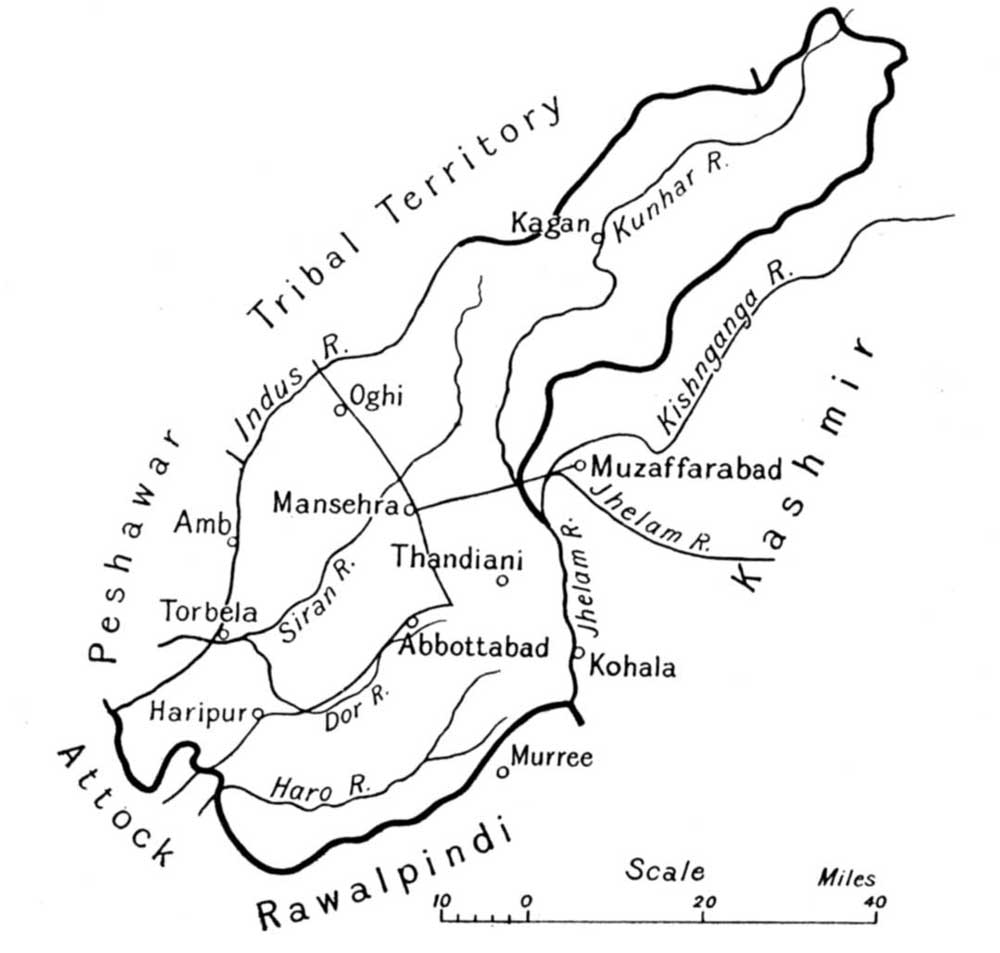 Tribal Territory
Kagan
Kunhar R.
Kishnganga R.
Indus R.
Oghi
Kashmir
Peshawar
Muzaffarabad
Mansehra
Jhelam R.
Amb
Thandiani
Jhelam R.
Siran R.
Torbela
Abbottabad
Kohala
Haripur
Dor R.
Murree
Attock
Haro R.
Rawalpindi
Scale
Miles
10 0 20 40